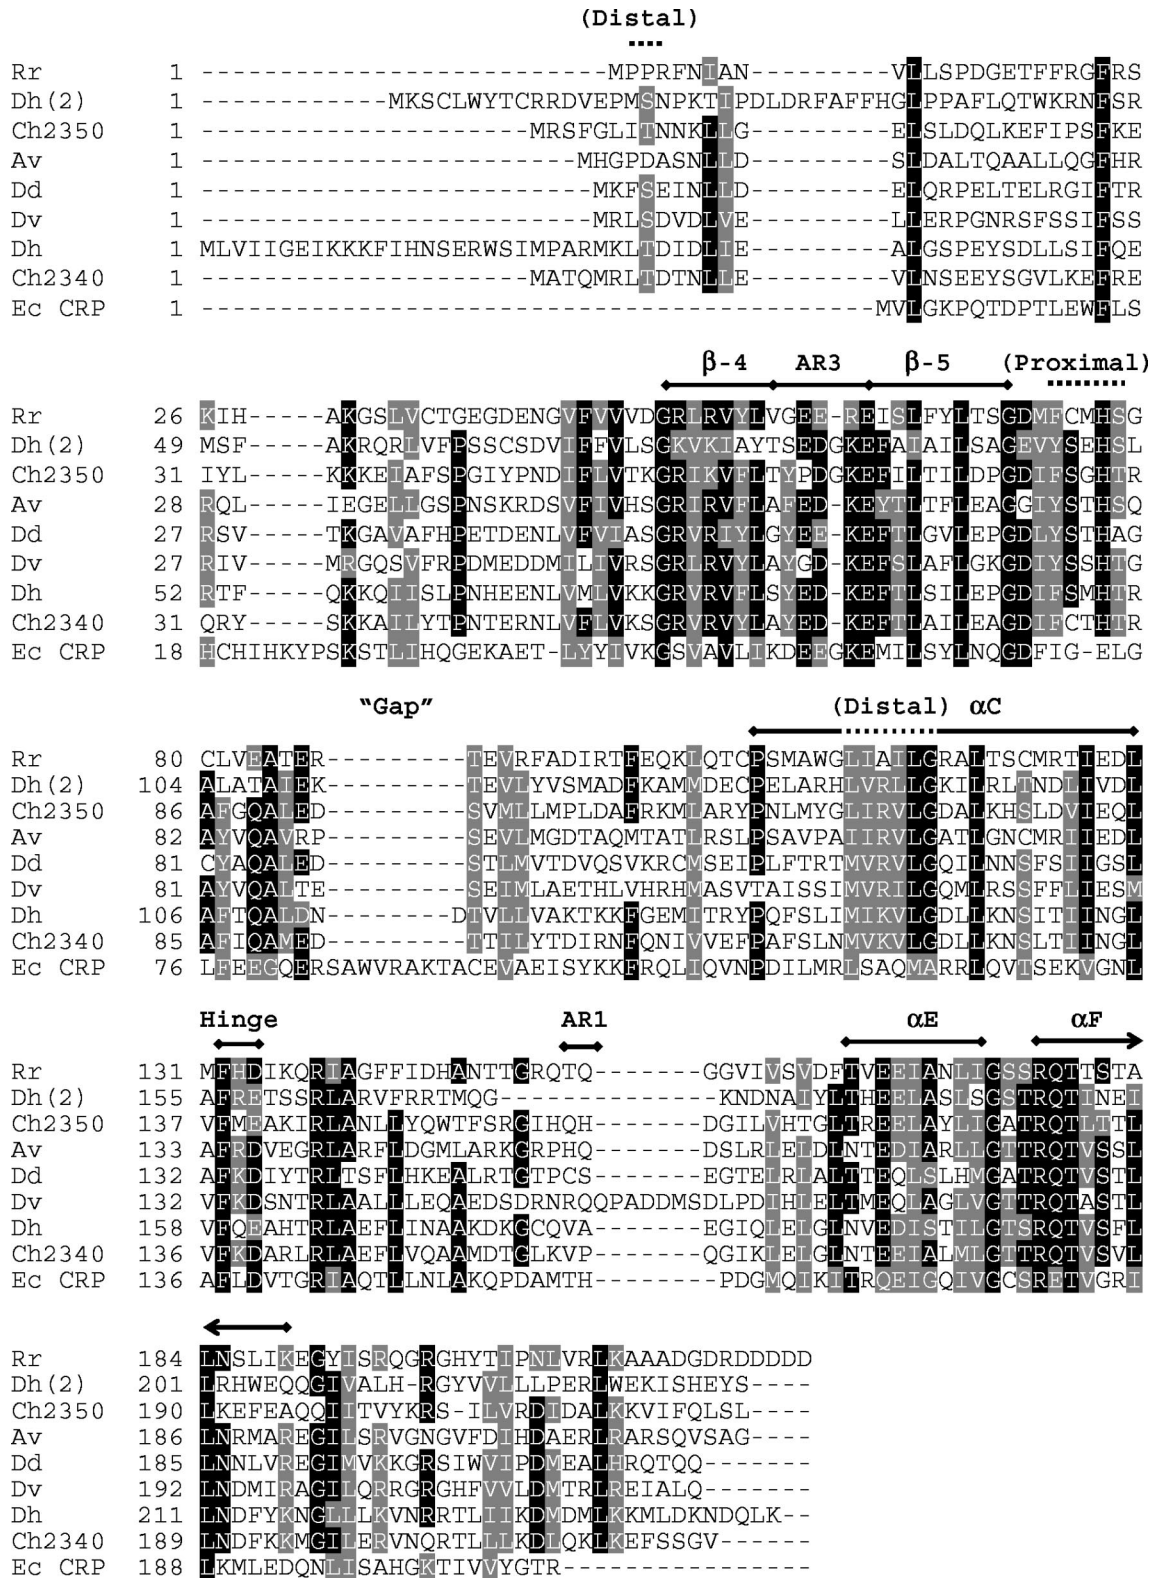 (Distal)
Rr 1 --------------------------MPPRFNIAN---------VLLSPDGETFFRGFRS
Dh(2) 1 ------------MKSCLWYTCRRDVEPMSNPKTIPDLDRFAFFHGLPPAFLQTWKRNFSR
Ch2350 1 ---------------------MRSFGLITNNKLLG---------ELSLDQLKEFIPSFKE
Av 1 ------------------------MHGPDASNLLD---------SLDALTQAALLQGFHR
Dd 1 -------------------------MKFSEINLLD---------ELQRPELTELRGIFTR
Dv 1 -------------------------MRLSDVDLVE---------LLERPGNRSFSSIFSS
Dh 1 MLVIIGEIKKKFIHNSERWSIMPARMKLTDIDLIE---------ALGSPEYSDLLSIFQE
Ch2340 1 ---------------------MATQMRLTDTNLLE---------VLNSEEYSGVLKEFRE
Ec CRP 1 -------------------------------------------MVLGKPQTDPTLEWFLS
β-4 AR3 β-5 (Proximal)
Rr 26 KIH-----AKGSLVCTGEGDENGVFVVVDGRLRVYLVGEE-REISLFYLTSGDMFCMHSG
Dh(2) 49 MSF-----AKRQRLVFPSSCSDVIFFVLSGKVKIAYTSEDGKEFAIAILSAGEVYSEHSL
Ch2350 31 IYL-----KKKEIAFSPGIYPNDIFLVTKGRIKVFLTYPDGKEFILTILDPGDIFSGHTR
Av 28 RQL-----IEGELLGSPNSKRDSVFIVHSGRIRVFLAFED-KEYTLTFLEAGGIYSTHSQ
Dd 27 RSV-----TKGAVAFHPETDENLVFVIASGRVRIYLGYEE-KEFTLGVLEPGDLYSTHAG
Dv 27 RIV-----MRGQSVFRPDMEDDMILIVRSGRLRVYLAYGD-KEFSLAFLGKGDIYSSHTG
Dh 52 RTF-----QKKQIISLPNHEENLVMLVKKGRVRVFLSYED-KEFTLSILEPGDIFSMHTR
Ch2340 31 QRY-----SKKAILYTPNTERNLVFLVKSGRVRVYLAYED-KEFTLAILEAGDIFCTHTR
Ec CRP 18 HCHIHKYPSKSTLIHQGEKAET-LYYIVKGSVAVLIKDEEGKEMILSYLNQGDFIG-ELG
“Gap” (Distal) αC
Rr 80 CLVEATER---------TEVRFADIRTFEQKLQTCPSMAWGLIAILGRALTSCMRTIEDL
Dh(2) 104 ALATAIEK---------TEVLYVSMADFKAMMDECPELARHLVRLLGKILRLTNDLIVDL
Ch2350 86 AFGQALED---------SVMLLMPLDAFRKMLARYPNLMYGLIRVLGDALKHSLDVIEQL
Av 82 AYVQAVRP---------SEVLMGDTAQMTATLRSLPSAVPAIIRVLGATLGNCMRIIEDL
Dd 81 CYAQALED---------STLMVTDVQSVKRCMSEIPLFTRTMVRVLGQILNNSFSIIGSL
Dv 81 AYVQALTE---------SEIMLAETHLVHRHMASVTAISSIMVRILGQMLRSSFFLIESM
Dh 106 AFTQALDN--------DTVLLVAKTKKFGEMITRYPQFSLIMIKVLGDLLKNSITIINGL
Ch2340 85 AFIQAMED---------TTILYTDIRNFQNIVVEFPAFSLNMVKVLGDLLKNSLTIINGL
Ec CRP 76 LFEEGQERSAWVRAKTACEVAEISYKKFRQLIQVNPDILMRLSAQMARRLQVTSEKVGNL
Hinge AR1 αE αF
Rr 131 MFHDIKQRIAGFFIDHANTTGRQTQ--------GGVIVSVDFTVEEIANLIGSSRQTTSTA
Dh(2) 155 AFRETSSRLARVFRRTMQG--------------KNDNAIYLTHEELASLSGSTRQTINEI
Ch2350 137 VFMEAKIRLANLLYQWTFSRGIHQH--------DGILVHTGLTREELAYLIGATRQTLTTL
Av 133 AFRDVEGRLARFLDGMLARKGRPHQ--------DSLRLELDLNTEDLARLLGTTRQTVSSL
Dd 132 AFKDIYTRLTSFLHKEALRTGTPCS--------EGTELRLALTTEQLSLHMGATRQTVSSL
Dv 132 VFKDSNTRLAALLLEQAEDSDRNRQQPADDMSDLPDIHLELTMEQLAGLVGTTRQTASTL
Dh 158 VFQEAHTRLAEFLINAAKDKGCQVA--------EGIQLELGLNVEDISTILGTSRQTVSFL
Ch2340 136 VFKDARLRLAEFLVQAAMDTGLKVP--------QGIKLELGLNTEEIALMLGTTRQTVSVL
Ec CRP 136 AFLDVTGRIAQTLLNLAKQPDAMTH--------PDGMQIKITRQEIGQIVGCSRETVGRI
Rr 184 LNSLIKEGYISRQGRGHYTIPNLVRLKAAADGDRDDDDD
Dh(2) 201 LRHWEQQGIVALH-RGYVVLLLPERLWEKISHEYS----
Ch2350 190 LKEFEAQQIITVYKRS-ILVRDIDALKKVIFQLSL----
Av 186 LNRMAREGILSRVGNGVFDIHDAERLRARSQVSAG----
Dd 185 LNNLVREGIMVKKGRSIWVIPDMEALHRQTQQ-------
Dv 192 LNDMIRAGILQRRGRGHFVVLDMTRLREIALQ-------
Dh 211 LNDFYKNGLLLKVNRRTLIIKDMDMLKKMLDKNDQLK--
Ch2340 189 LNDFKKMGILERVNQRTLLLKDLQKLKEFSSGV------
Ec CRP 188 LKMLEDQNLISAHGKTIVVYGTR----------------